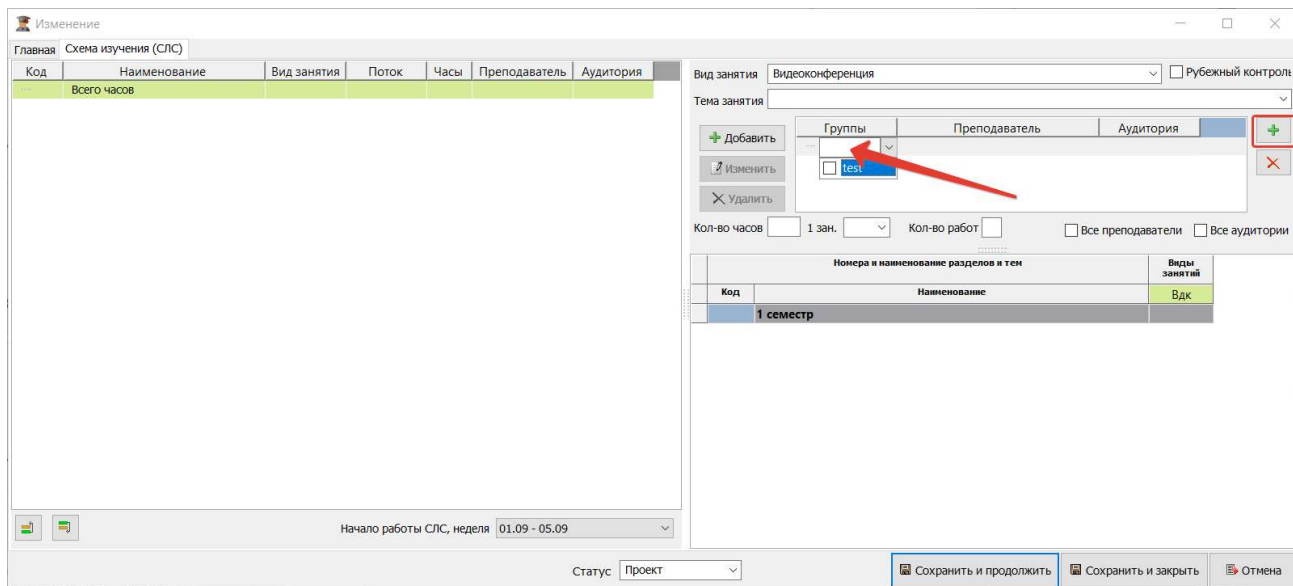 Изменение
Главная Схема изучения (СЛС)
Код Наименование Вид занятия Поток Часы Преподаватель Аудитория
Всего часов
Вид занятия Видеоконференция Рубежный контроль
Тема занятия
Добавить
Изменить
Удалить
Группы Преподаватель Аудитория
test
Кол-во часов 1 зан. Кол-во работ Все преподаватели Все аудитории
Номера и наименование разделов и тем Виды занятий
Код Наименование Вдк
1 семестр
Начало работы СЛС, неделя 01.09 - 05.09
Статус Проект Сохранить и продолжить Сохранить и закрыть Отмена